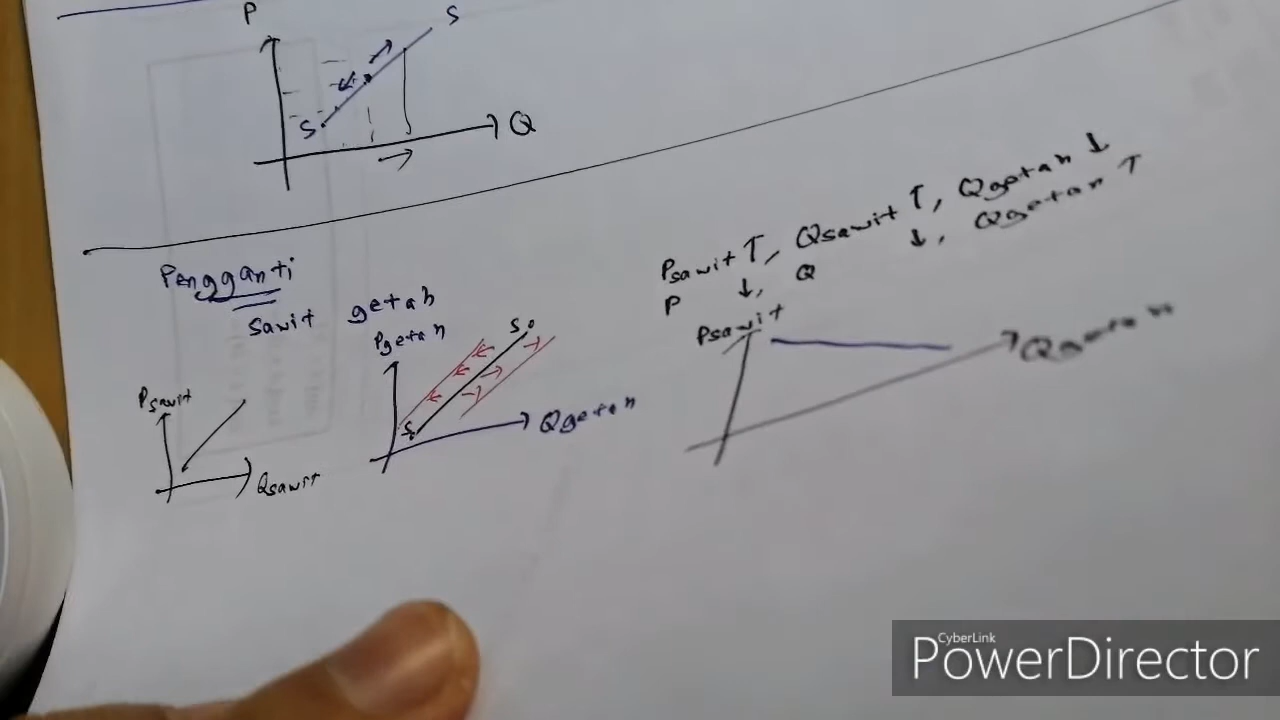 P
S
S
Q
Pengganti
Sawit getah
Psawit
Qsawit
Pgetah
S0
S0
Qgetah
Psawit ↑, Qsawit ↑, Qgetah ↓
P ↓, Q ↓, Qgetah ↑
Psawit
Qgetah
CyberLink
PowerDirector